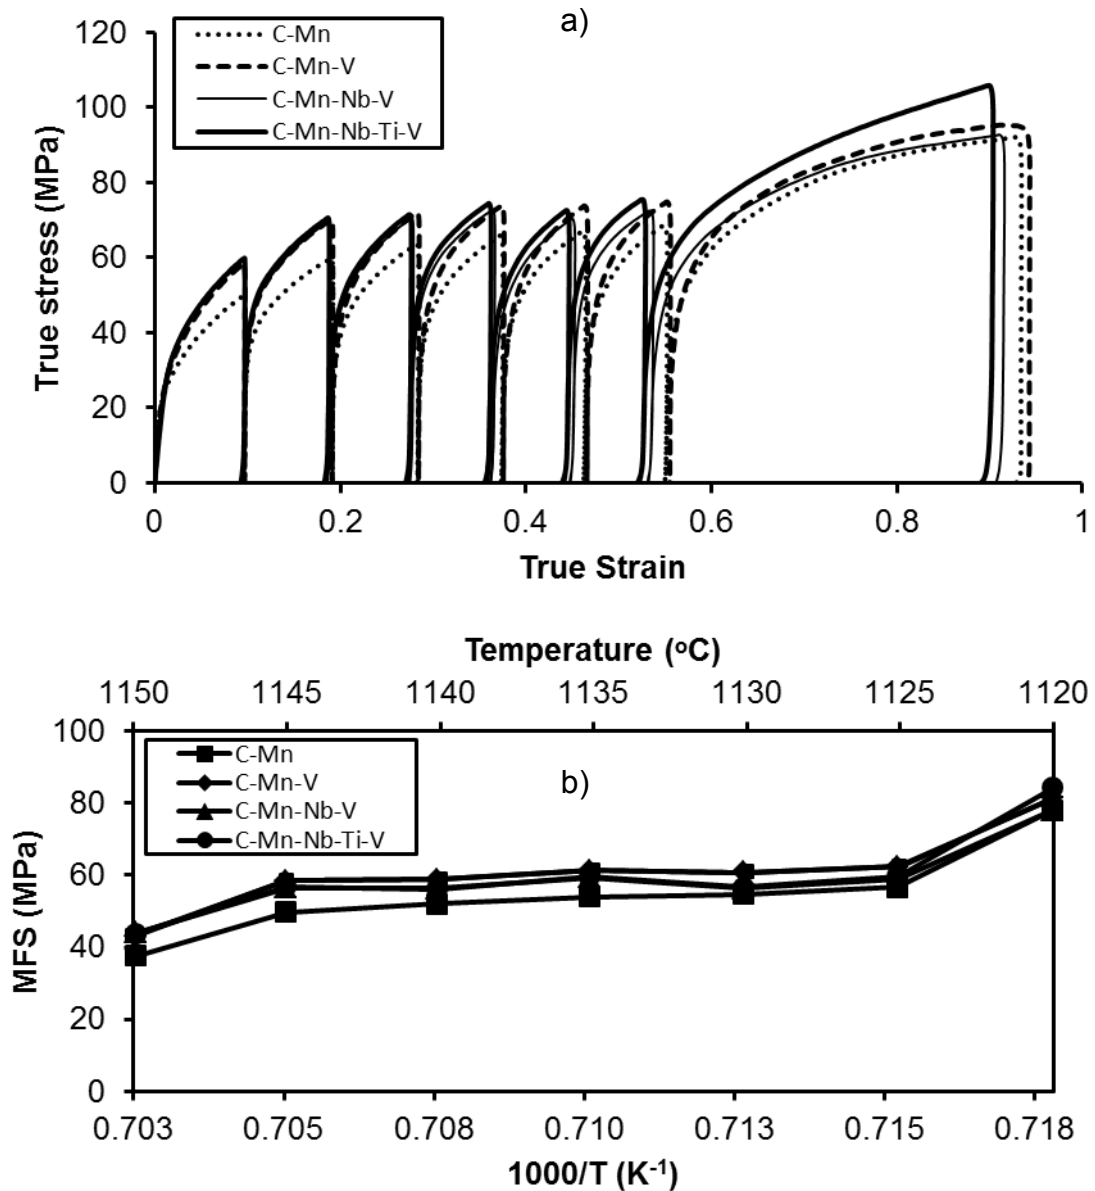 a)
C-Mn
C-Mn-V
C-Mn-Nb-V
C-Mn-Nb-Ti-V
True stress (MPa)
120
100
80
60
40
20
0
0 0.2 0.4 0.6 0.8 1
True Strain
Temperature (oC)
1150 1145 1140 1135 1130 1125 1120
b)
C-Mn
C-Mn-V
C-Mn-Nb-V
C-Mn-Nb-Ti-V
MFS (MPa)
100
80
60
40
20
0
0.703 0.705 0.708 0.710 0.713 0.715 0.718
1000/T (K-1)